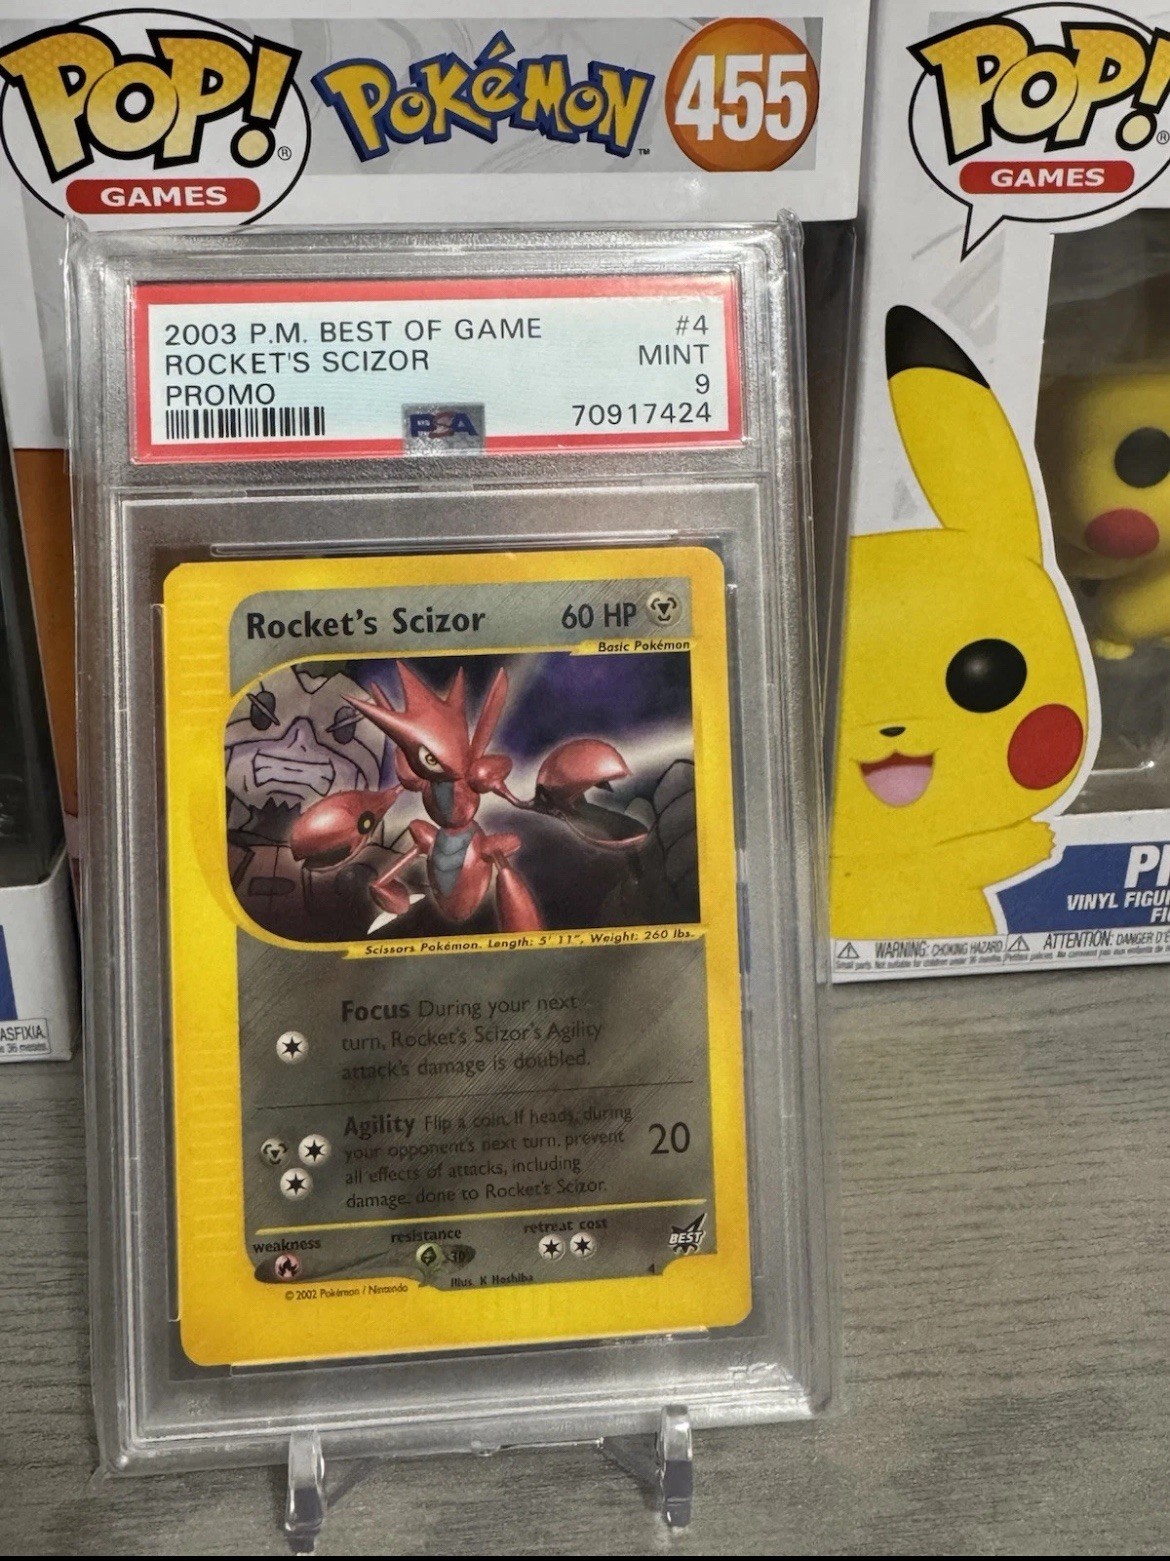 POP!
GAMES
POKéMON
TM
455
POP!
GAMES
2003 P.M. BEST OF GAME #4
ROCKET'S SCIZOR MINT
PROMO 9
PSA 70917424
Rocket's Scizor 60 HP
Basic Pokémon
Scissors Pokémon. Length: 5' 11", Weight: 260 lbs.
Focus During your next
turn, Rocket's Scizor's Agility
attack's damage is doubled.
Agility Flip a coin. If heads, during
your opponent's next turn, prevent
all effects of attacks, including
damage, done to Rocket's Scizor.
20
weakness resistance retreat cost
-30
BEST
Illus. K Hoshiba
4
© 2002 Pokémon / Nintendo
VINYL FIGU
WARNING: CHOKING HAZARD
ATTENTION: DANGER D'É
ASFIXIA